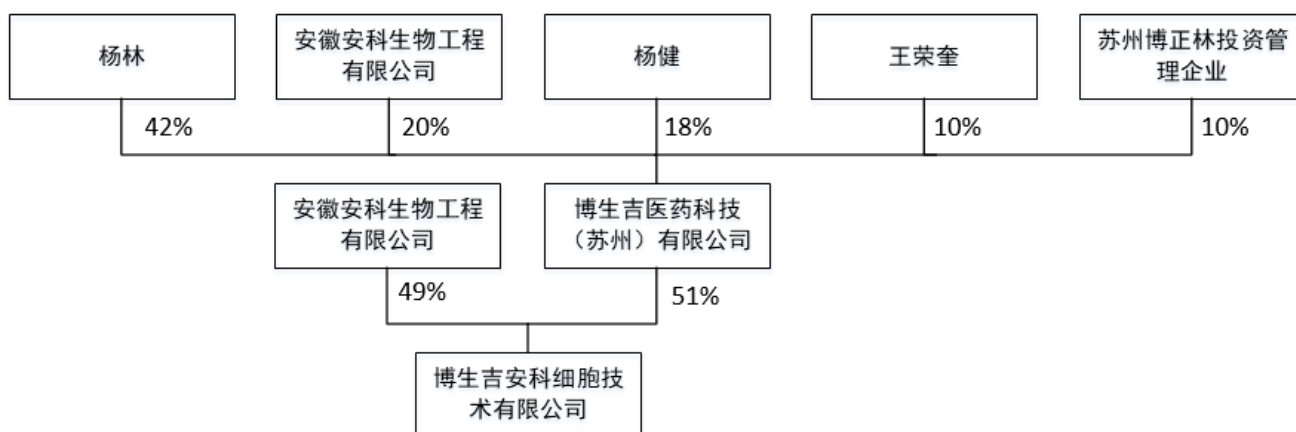 杨林
安徽安科生物工程
有限公司
杨健
王荣奎
苏州博正林投资管
理企业
42%
20%
18%
10%
10%
安徽安科生物工程
有限公司
博生吉医药科技
（苏州）有限公司
49%
51%
博生吉安科细胞技
术有限公司